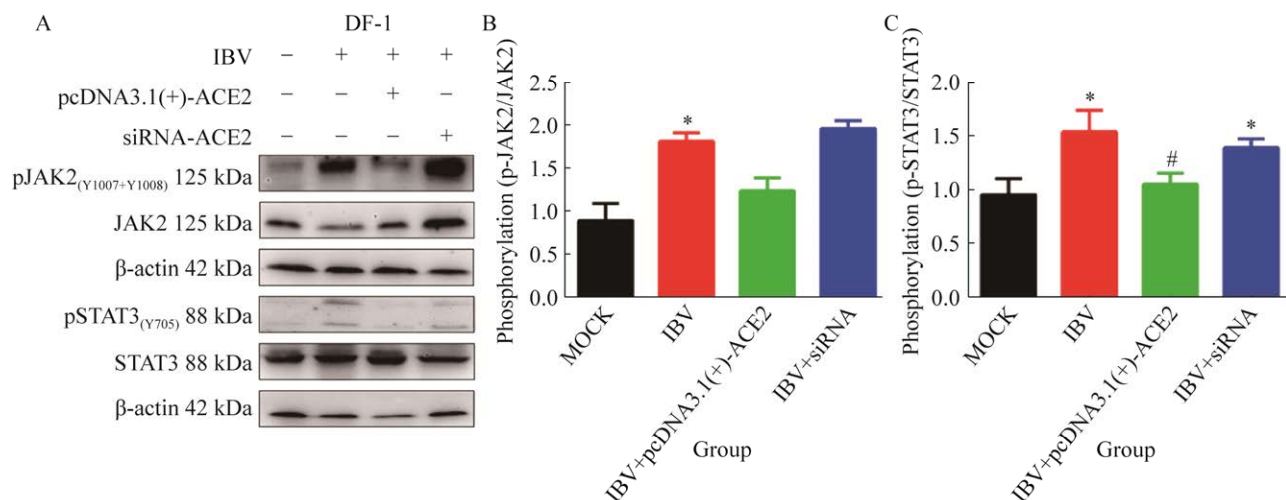 A
DF-1
IBV − + + +
pcDNA3.1(+)-ACE2 − − + −
siRNA-ACE2 − − − +
pJAK2(Y1007+Y1008) 125 kDa
JAK2 125 kDa
β-actin 42 kDa
pSTAT3(Y705) 88 kDa
STAT3 88 kDa
β-actin 42 kDa
B
Phosphorylation (p-JAK2/JAK2)
2.5
2.0
1.5
1.0
0.5
0.0
*
MOCK
IBV
IBV+pcDNA3.1(+)-ACE2
IBV+siRNA
Group
C
Phosphorylation (p-STAT3/STAT3)
2.0
1.5
1.0
0.5
0.0
*
#
*
MOCK
IBV
IBV+pcDNA3.1(+)-ACE2
IBV+siRNA
Group